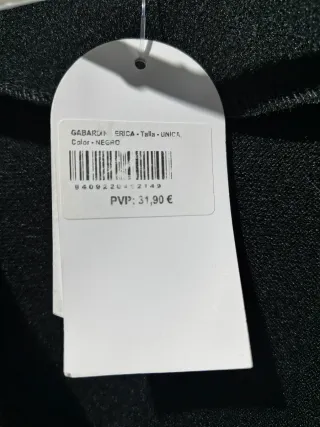 ERICA - Talla - UNICA,
Color - NEGRO
PVP: 31,90 €